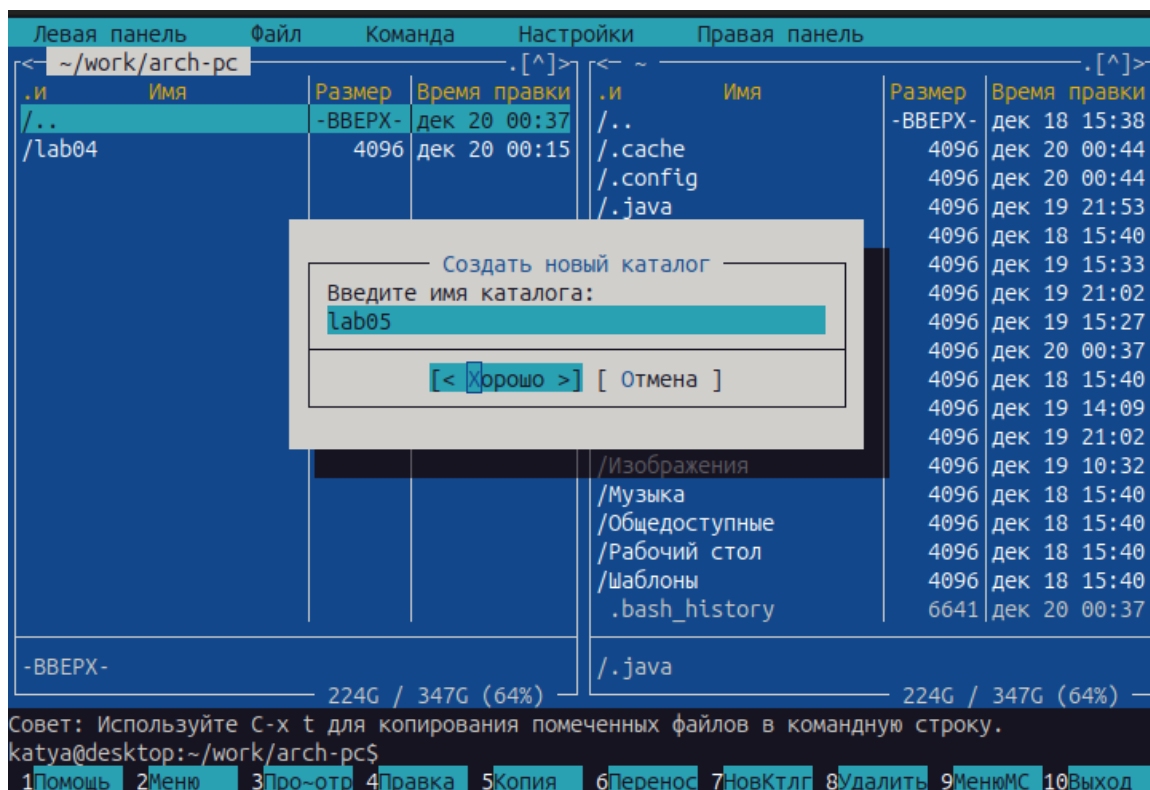 Левая панель Файл Команда Настройки Правая панель
<─ ~/work/arch-pc ─.[^]>
.и Имя Размер Время правки
/.. -ВВЕРХ- дек 20 00:37
/lab04 4096 дек 20 00:15
-ВВЕРХ-
224G / 347G (64%)
<─ ~ ─.[^]>
.и Имя Размер Время правки
/.. -ВВЕРХ- дек 18 15:38
/.cache 4096 дек 20 00:44
/.config 4096 дек 20 00:44
/.java 4096 дек 19 21:53
4096 дек 18 15:40
4096 дек 19 15:33
4096 дек 19 21:02
4096 дек 19 15:27
4096 дек 20 00:37
4096 дек 18 15:40
4096 дек 19 14:09
4096 дек 19 21:02
/Изображения 4096 дек 19 10:32
/Музыка 4096 дек 18 15:40
/Общедоступные 4096 дек 18 15:40
/Рабочий стол 4096 дек 18 15:40
/Шаблоны 4096 дек 18 15:40
.bash_history 6641 дек 20 00:37
/.java
224G / 347G (64%)
Создать новый каталог
Введите имя каталога:
lab05
[< Хорошо >] [ Отмена ]
Совет: Используйте C-x t для копирования помеченных файлов в командную строку.
katya@desktop:~/work/arch-pc$
1Помощь 2Меню 3Про~отр 4Правка 5Копия 6Перенос 7НовКтлг 8Удалить 9МенюМС 10Выход